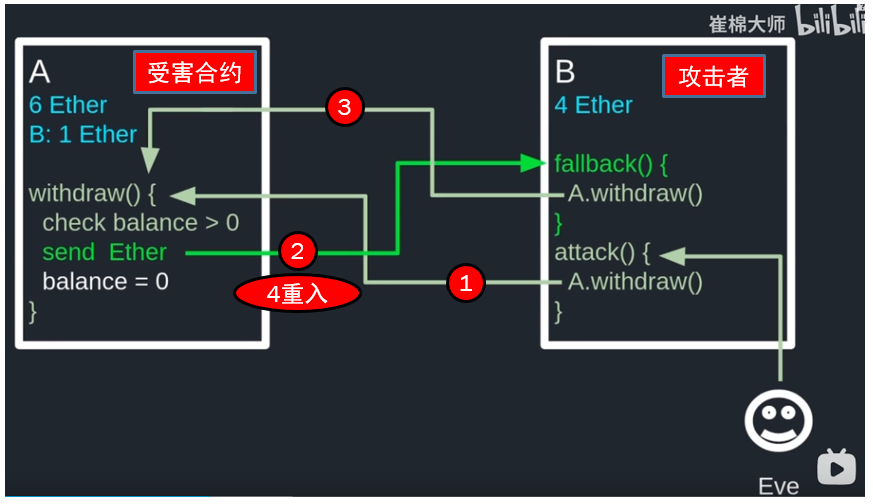 崔棉大师 bilibili
A 受害合约
6 Ether
B: 1 Ether
withdraw() {
check balance > 0
send Ether
balance = 0
}
3
2
4重入
1
B 攻击者
4 Ether
fallback() {
A.withdraw()
}
attack() {
A.withdraw()
}
Eve